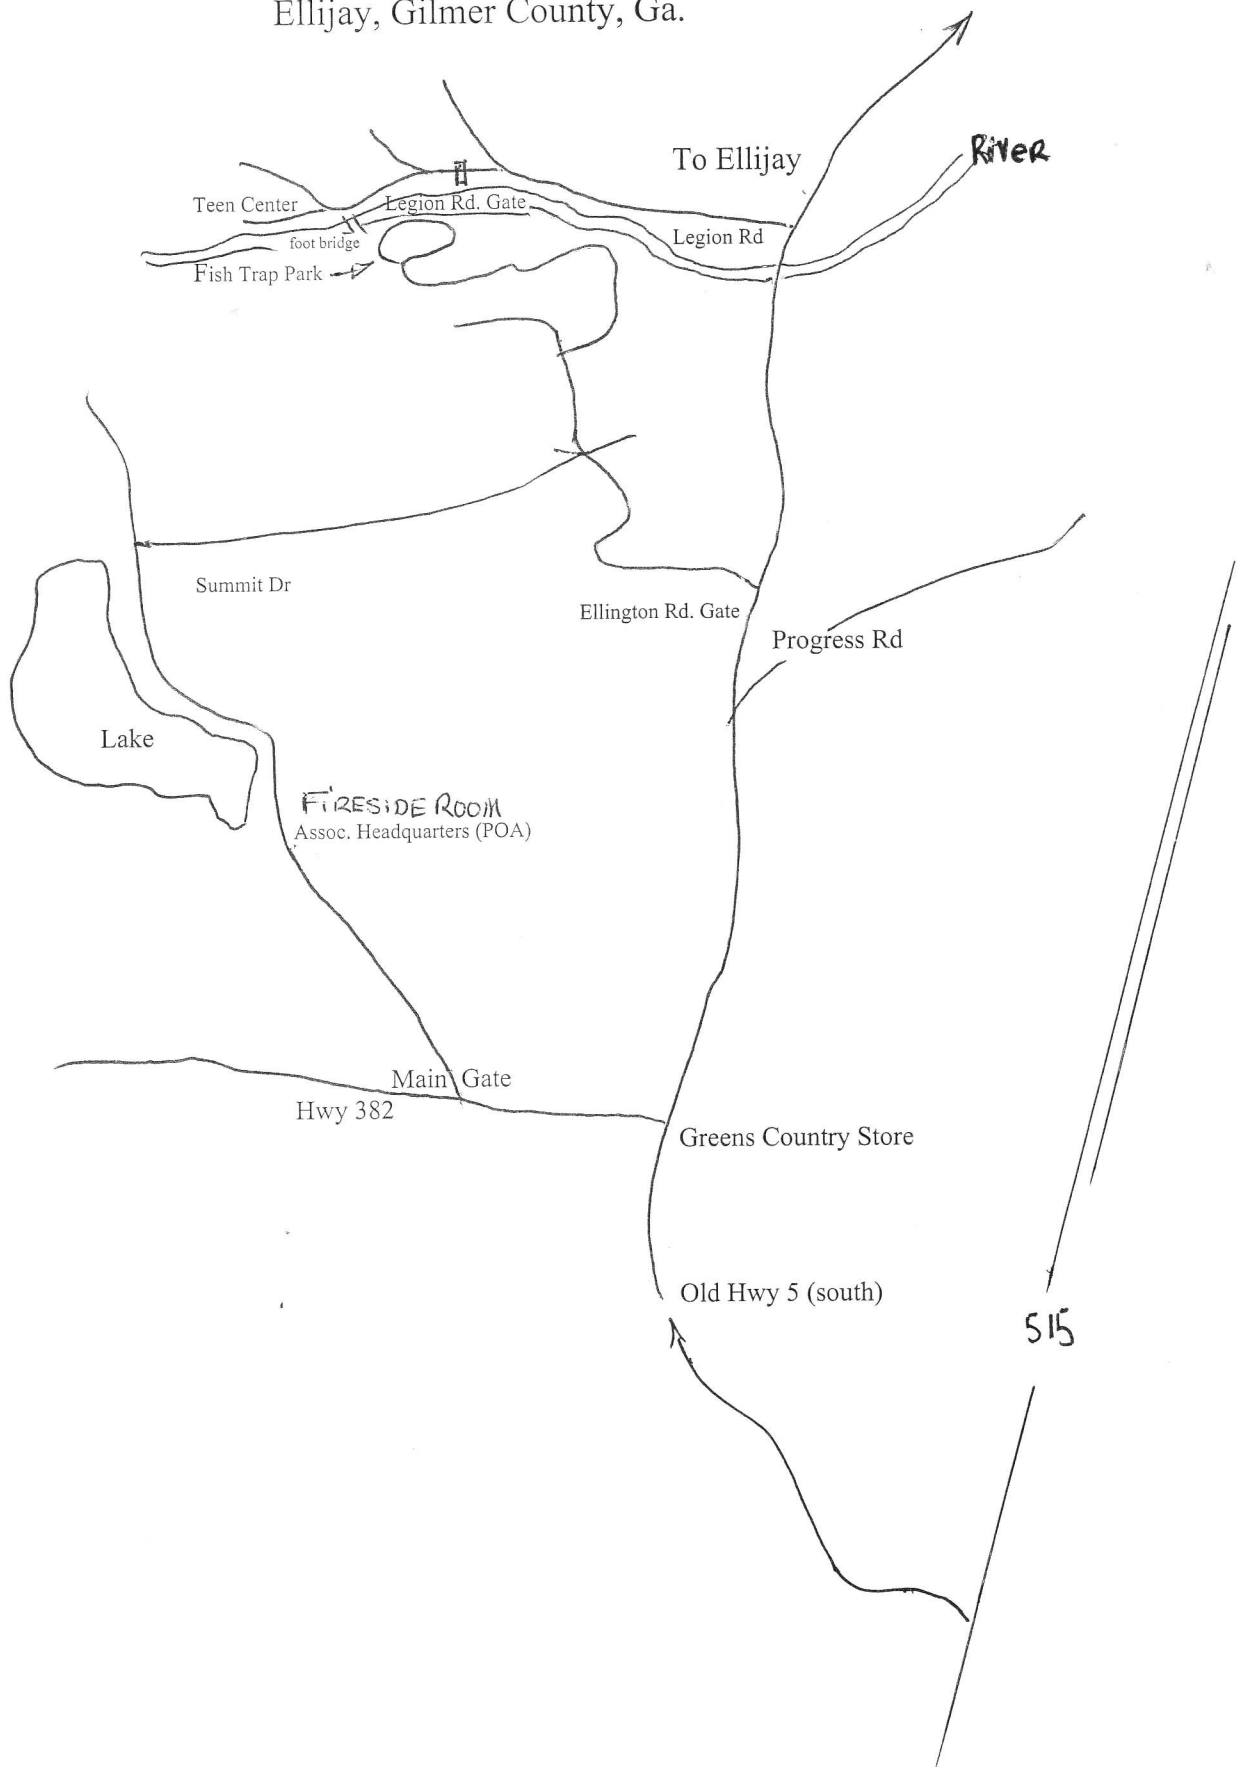 Ellijay, Gilmer County, Ga.
To Ellijay
River
Teen Center
Legion Rd. Gate
foot bridge
Legion Rd
Fish Trap Park
Summit Dr
Ellington Rd. Gate
Progress Rd
Lake
FiRESiDE ROOM
Assoc. Headquarters (POA)
Main Gate
Hwy 382
Greens Country Store
Old Hwy 5 (south)
515